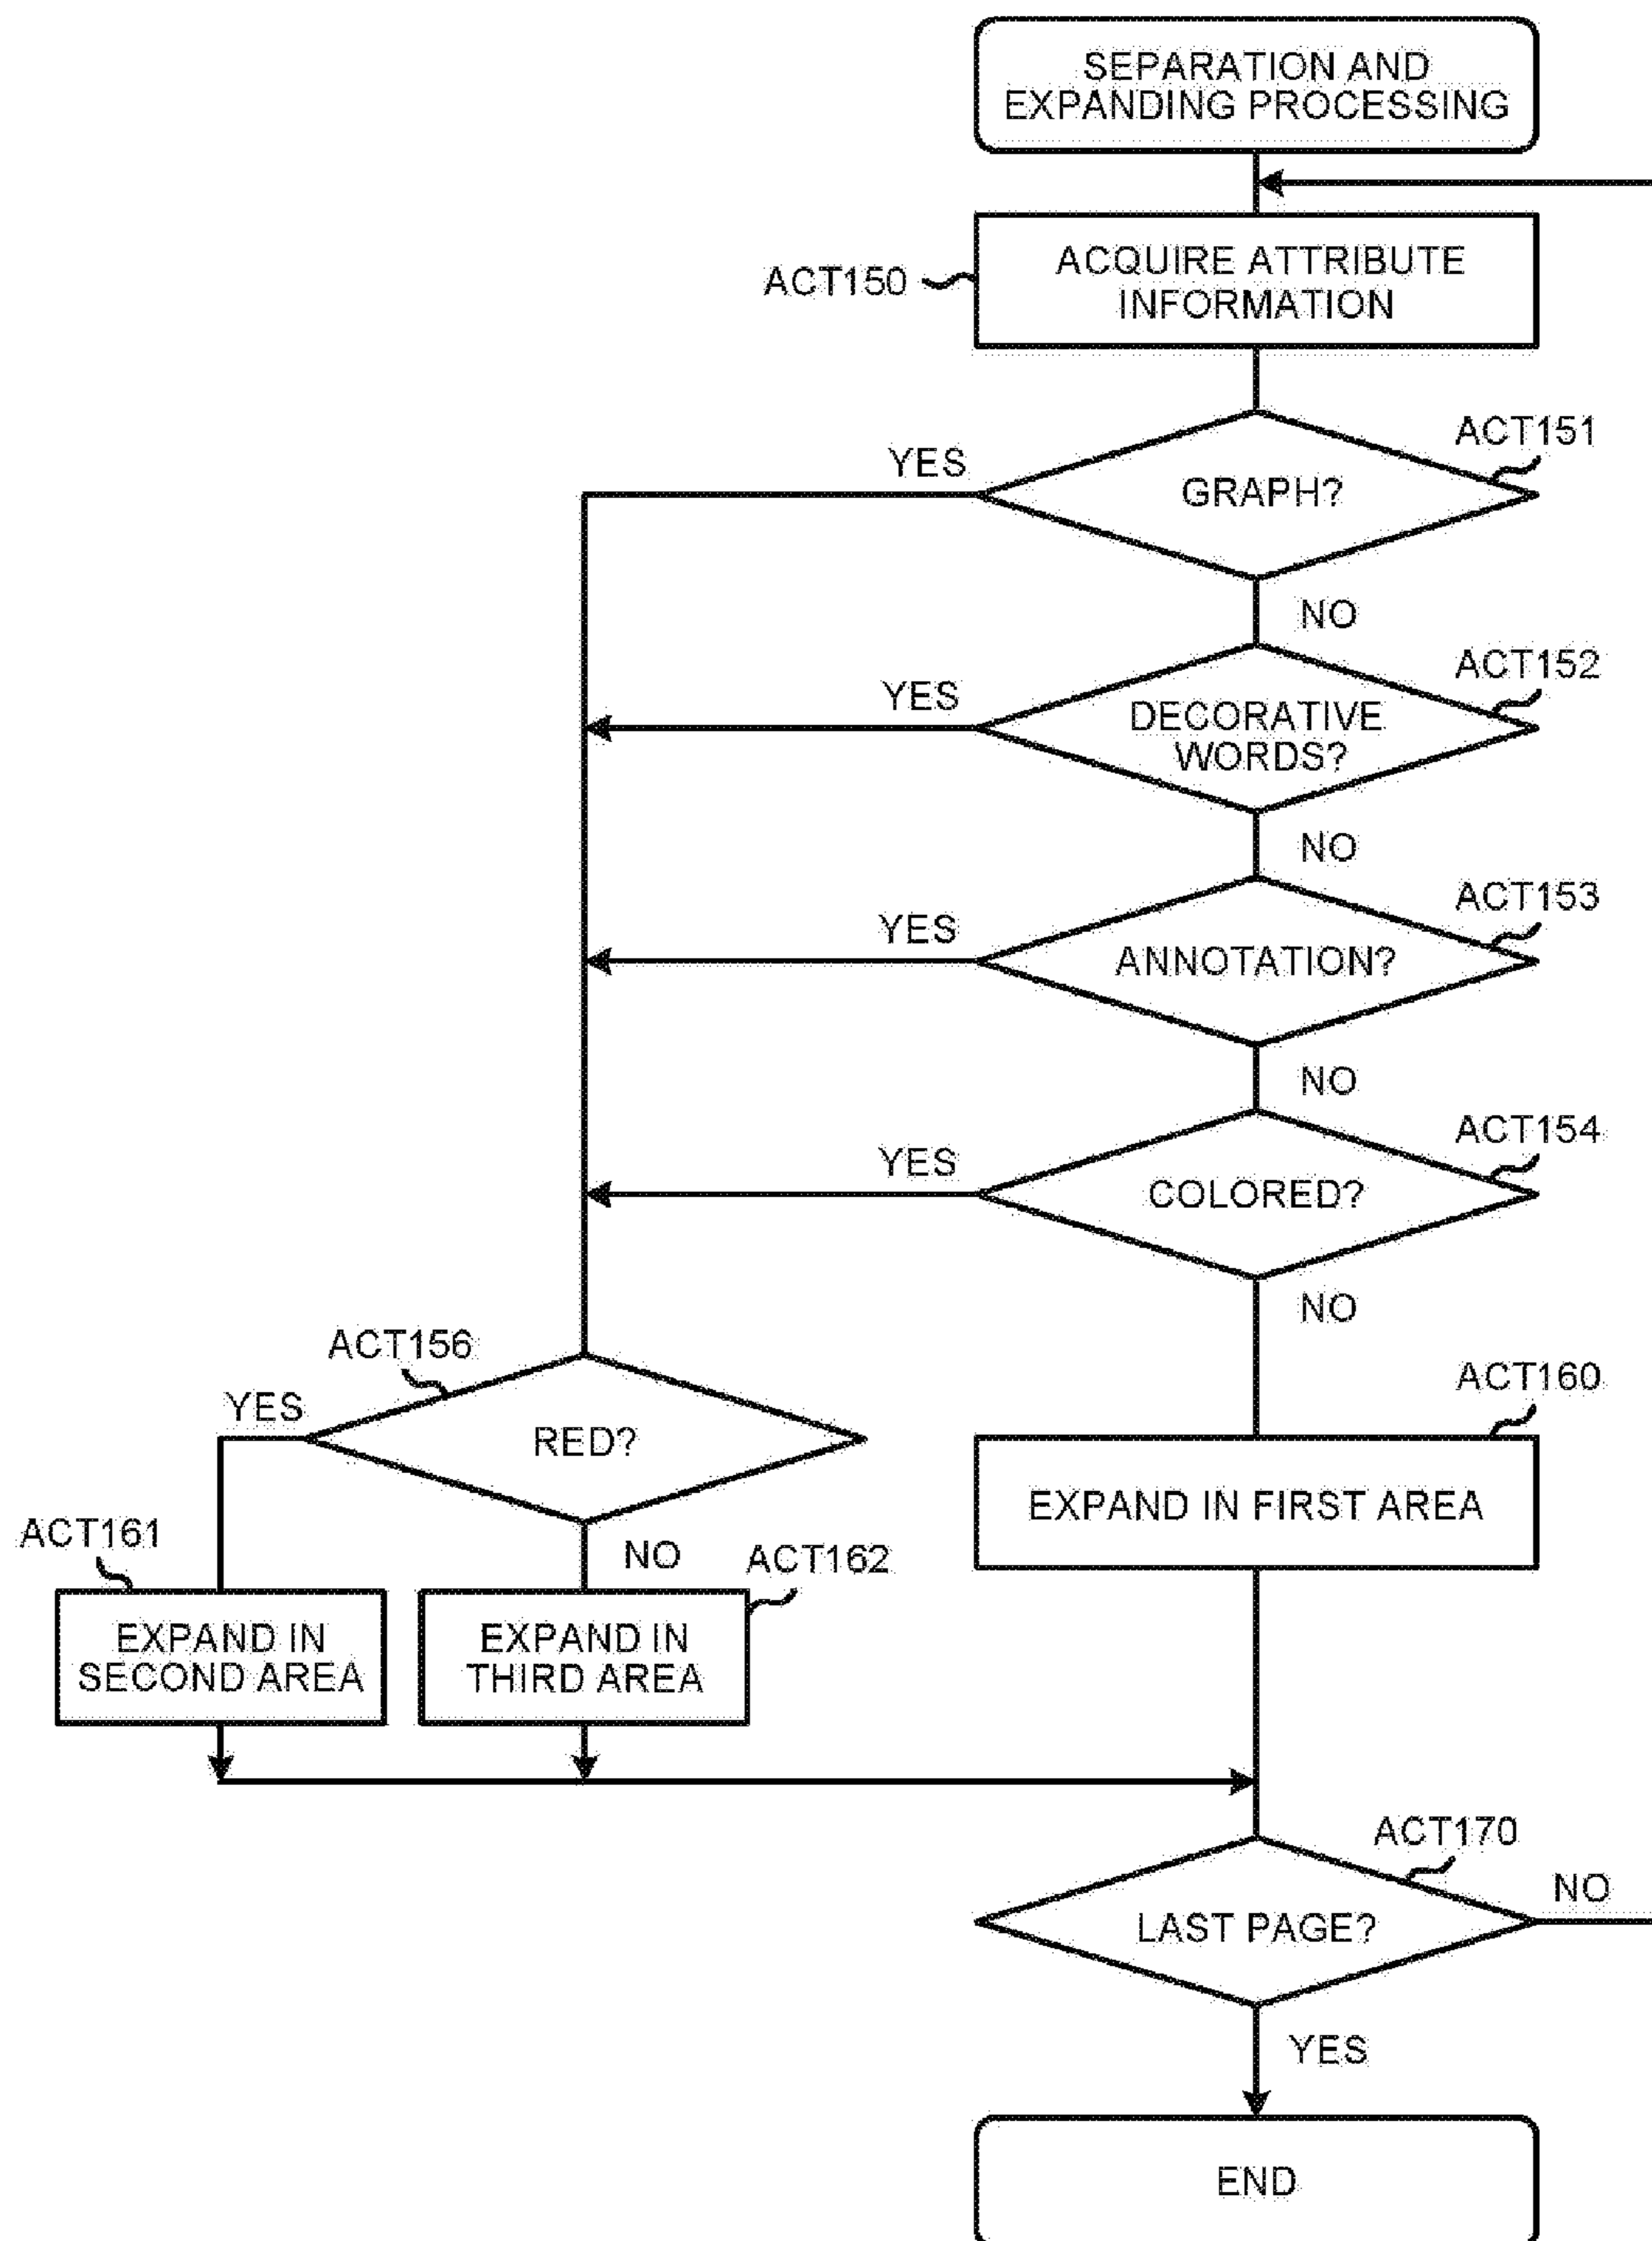 SEPARATION AND
EXPANDING PROCESSING
ACT150
ACQUIRE ATTRIBUTE
INFORMATION
ACT151
YES
GRAPH?
NO
ACT152
YES
DECORATIVE
WORDS?
NO
ACT153
YES
ANNOTATION?
NO
ACT154
YES
COLORED?
NO
ACT156
YES
RED?
ACT160
EXPAND IN FIRST AREA
ACT161
NO
ACT162
EXPAND IN
SECOND AREA
EXPAND IN
THIRD AREA
ACT170
NO
LAST PAGE?
YES
END